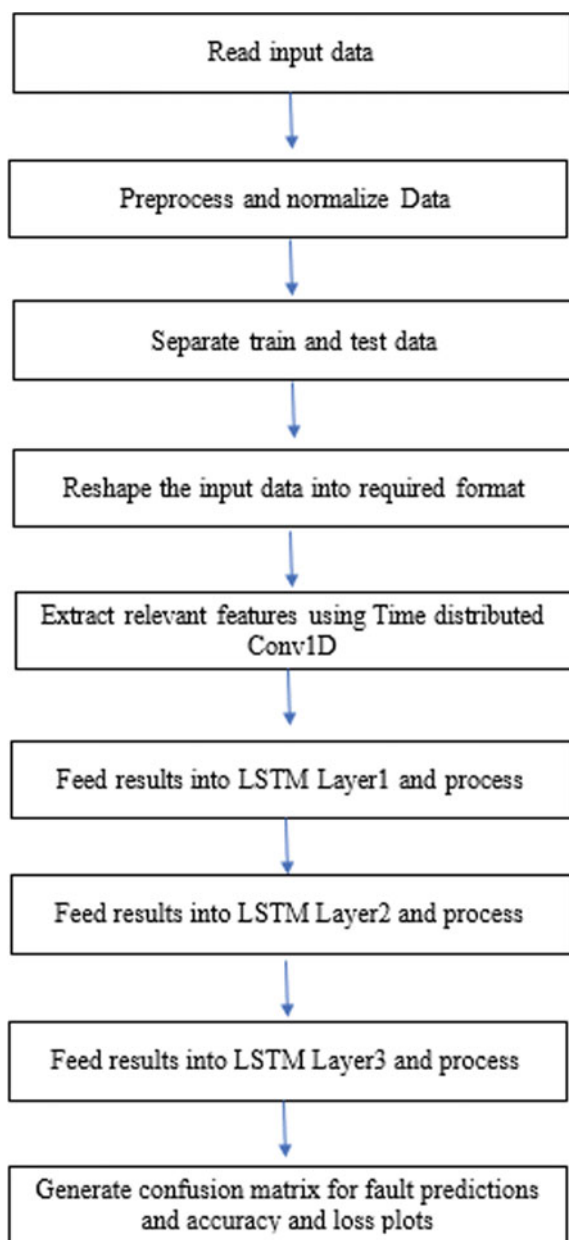 Read input data
Preprocess and normalize Data
Separate train and test data
Reshape the input data into required format
Extract relevant features using Time distributed
Conv1D
Feed results into LSTM Layer1 and process
Feed results into LSTM Layer2 and process
Feed results into LSTM Layer3 and process
Generate confusion matrix for fault predictions
and accuracy and loss plots